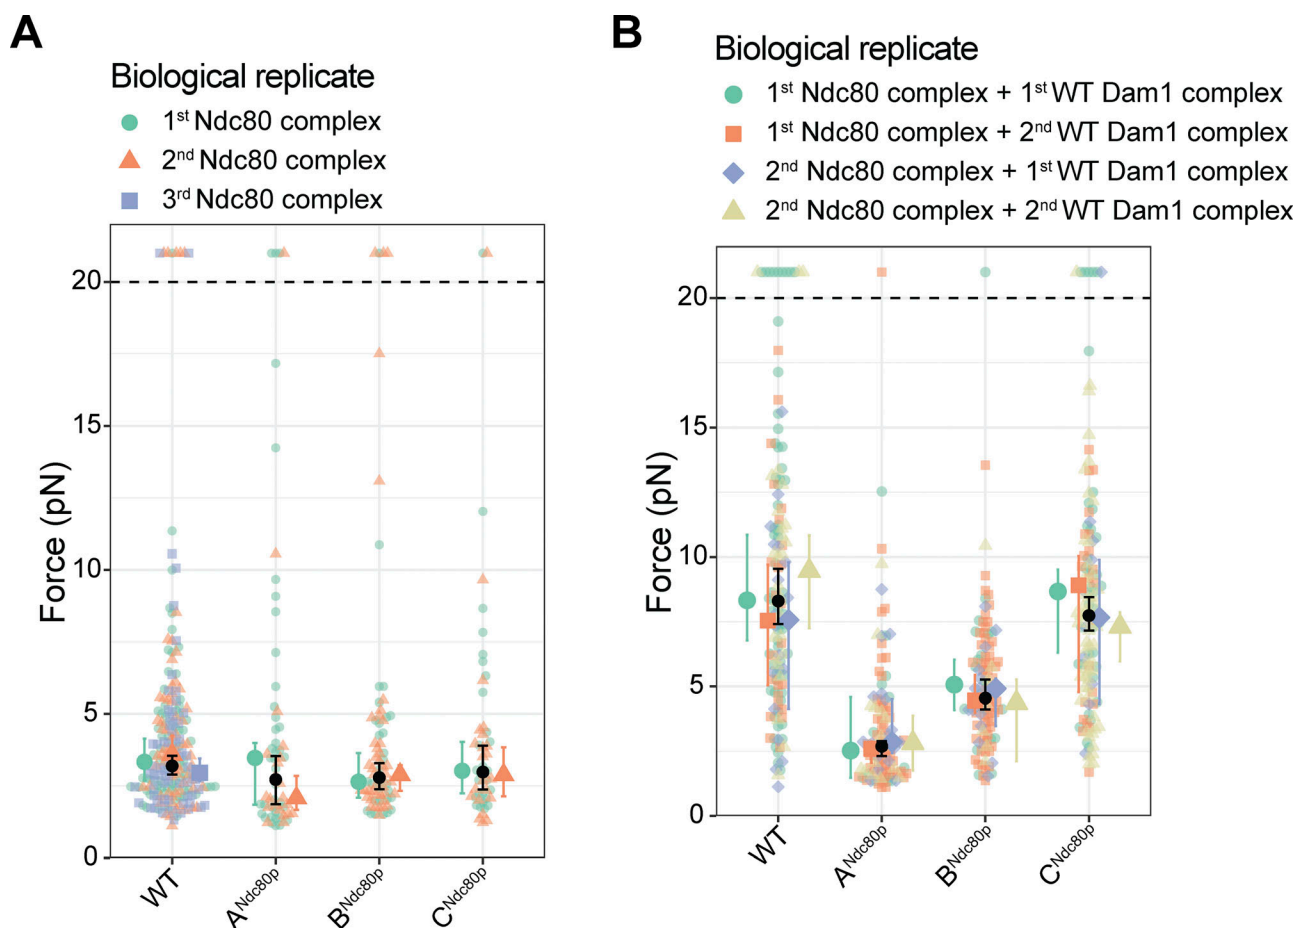 A
Biological replicate
1st Ndc80 complex
2nd Ndc80 complex
3rd Ndc80 complex
Force (pN)
20
15
10
5
0
WT
ANdc80p
BNdc80p
CNdc80p
B
Biological replicate
1st Ndc80 complex + 1st WT Dam1 complex
1st Ndc80 complex + 2nd WT Dam1 complex
2nd Ndc80 complex + 1st WT Dam1 complex
2nd Ndc80 complex + 2nd WT Dam1 complex
Force (pN)
20
15
10
5
0
WT
ANdc80p
BNdc80p
CNdc80p